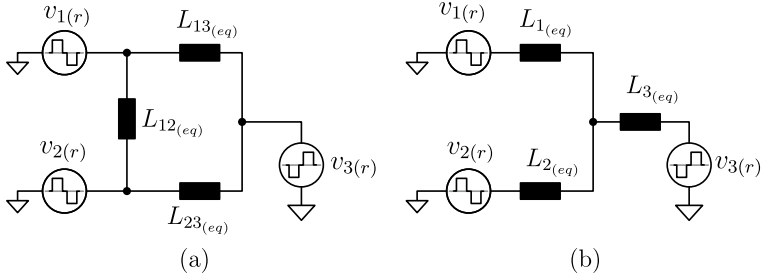 v1(r)
L13(eq)
L12(eq)
v2(r)
v3(r)
L23(eq)
(a)
v1(r)
L1(eq)
L3(eq)
v2(r)
L2(eq)
v3(r)
(b)